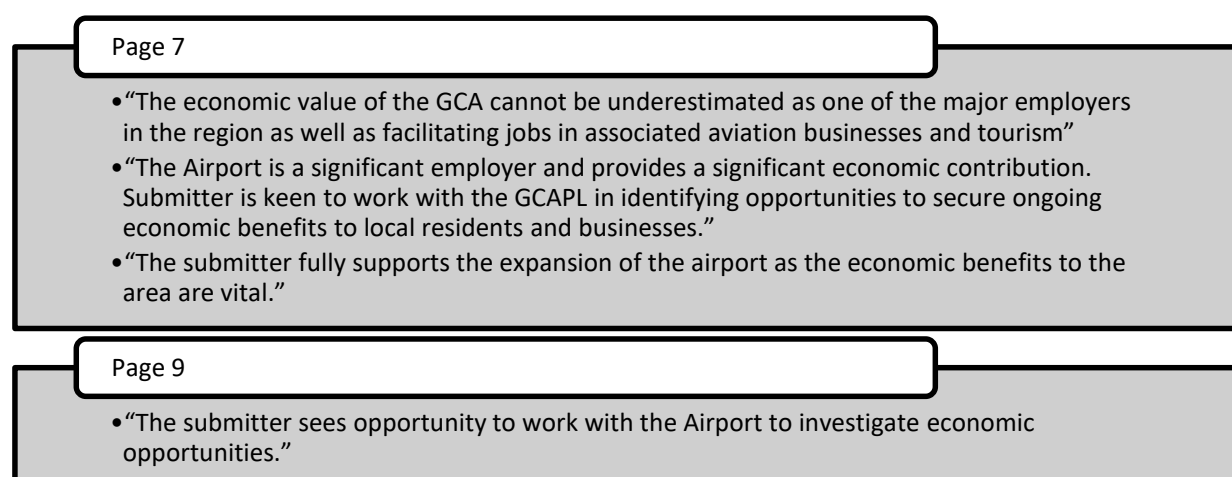 Page 7
•“The economic value of the GCA cannot be underestimated as one of the major employers
in the region as well as facilitating jobs in associated aviation businesses and tourism”
•“The Airport is a significant employer and provides a significant economic contribution.
Submitter is keen to work with the GCAPL in identifying opportunities to secure ongoing
economic benefits to local residents and businesses.”
•“The submitter fully supports the expansion of the airport as the economic benefits to the
area are vital.”
Page 9
•“The submitter sees opportunity to work with the Airport to investigate economic
opportunities.”